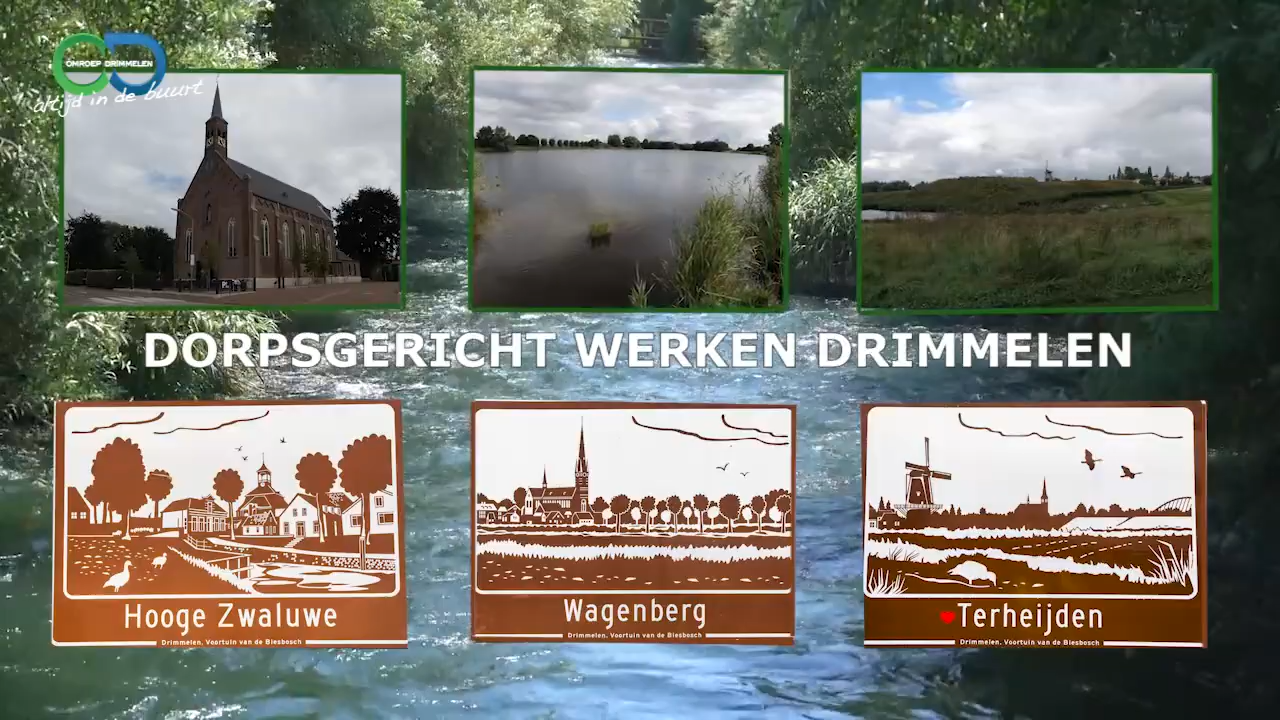 OMROEP DRIMMELEN
altijd in de buurt
DORPSGERICHT WERKEN DRIMMELEN
Hooge Zwaluwe
Drimmelen, Voortuin van de Biesbosch
Wagenberg
Drimmelen, Voortuin van de Biesbosch
Terheijden
Drimmelen, Voortuin van de Biesbosch